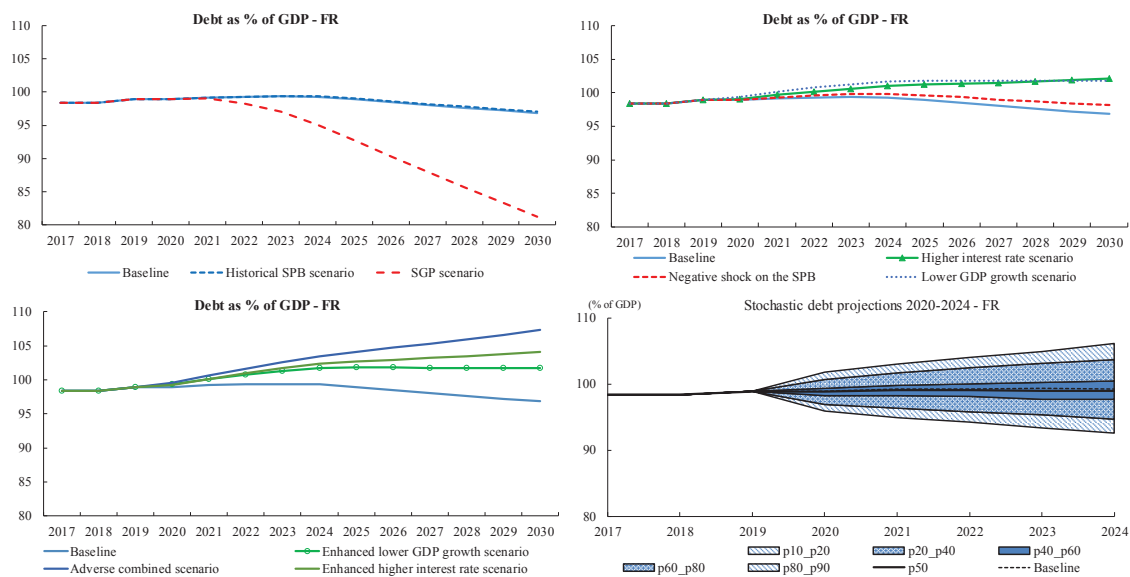 Debt as % of GDP - FR
110
105
100
95
90
85
80
2017 2018 2019 2020 2021 2022 2023 2024 2025 2026 2027 2028 2029 2030
Baseline Historical SPB scenario SGP scenario
Debt as % of GDP - FR
110
105
100
95
90
85
80
2017 2018 2019 2020 2021 2022 2023 2024 2025 2026 2027 2028 2029 2030
Baseline Higher interest rate scenario
Negative shock on the SPB Lower GDP growth scenario
Debt as % of GDP - FR
110
105
100
95
90
85
80
2017 2018 2019 2020 2021 2022 2023 2024 2025 2026 2027 2028 2029 2030
Baseline Enhanced lower GDP growth scenario
Adverse combined scenario Enhanced higher interest rate scenario
(% of GDP) Stochastic debt projections 2020-2024 - FR
110
100
90
80
2017 2018 2019 2020 2021 2022 2023 2024
p10_p20 p20_p40 p40_p60
p60_p80 p80_p90 p50 Baseline